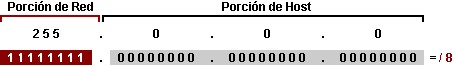 Porción de Red Porción de Host
255 . 0 . 0 . 0
11111111 . 00000000 . 00000000 . 00000000 = / 8